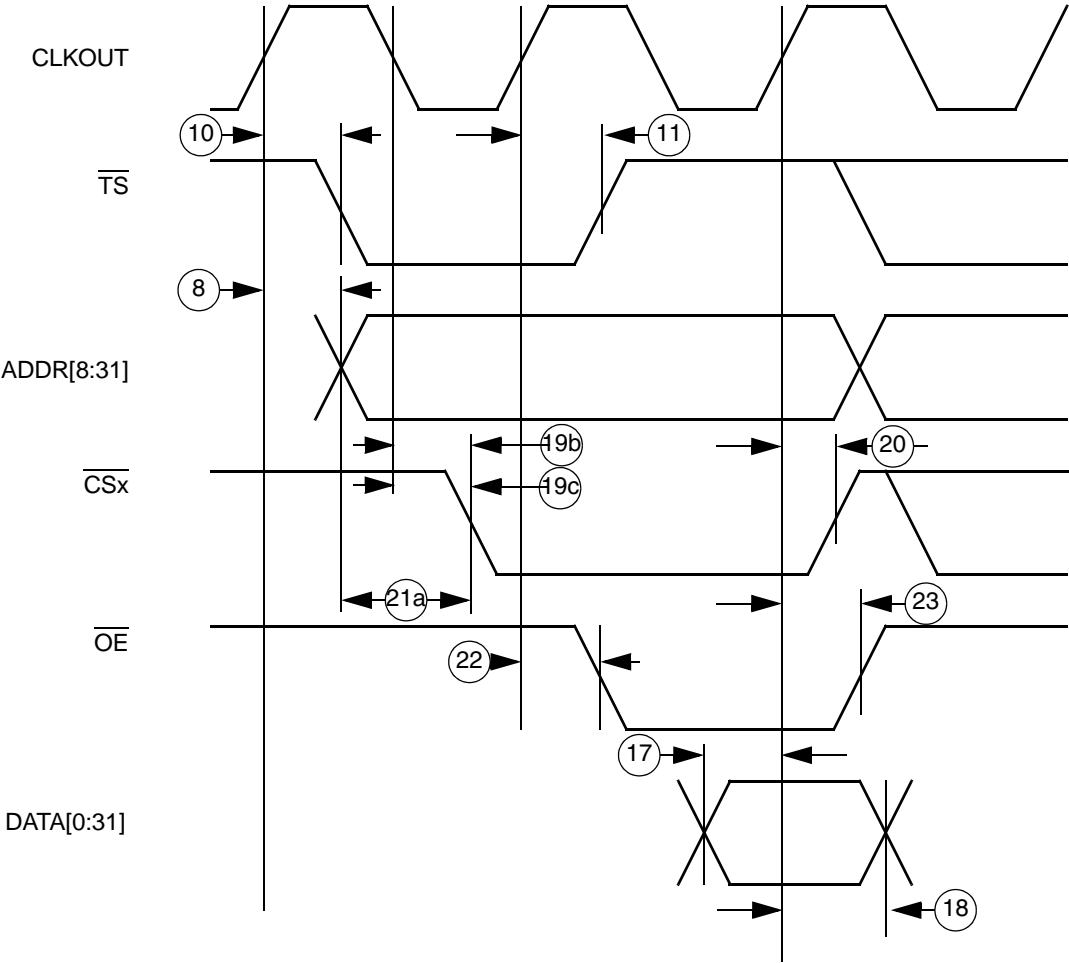 CLKOUT
10
11
TS
8
ADDR[8:31]
19b
20
CSx
19c
21a
23
OE
22
17
DATA[0:31]
18